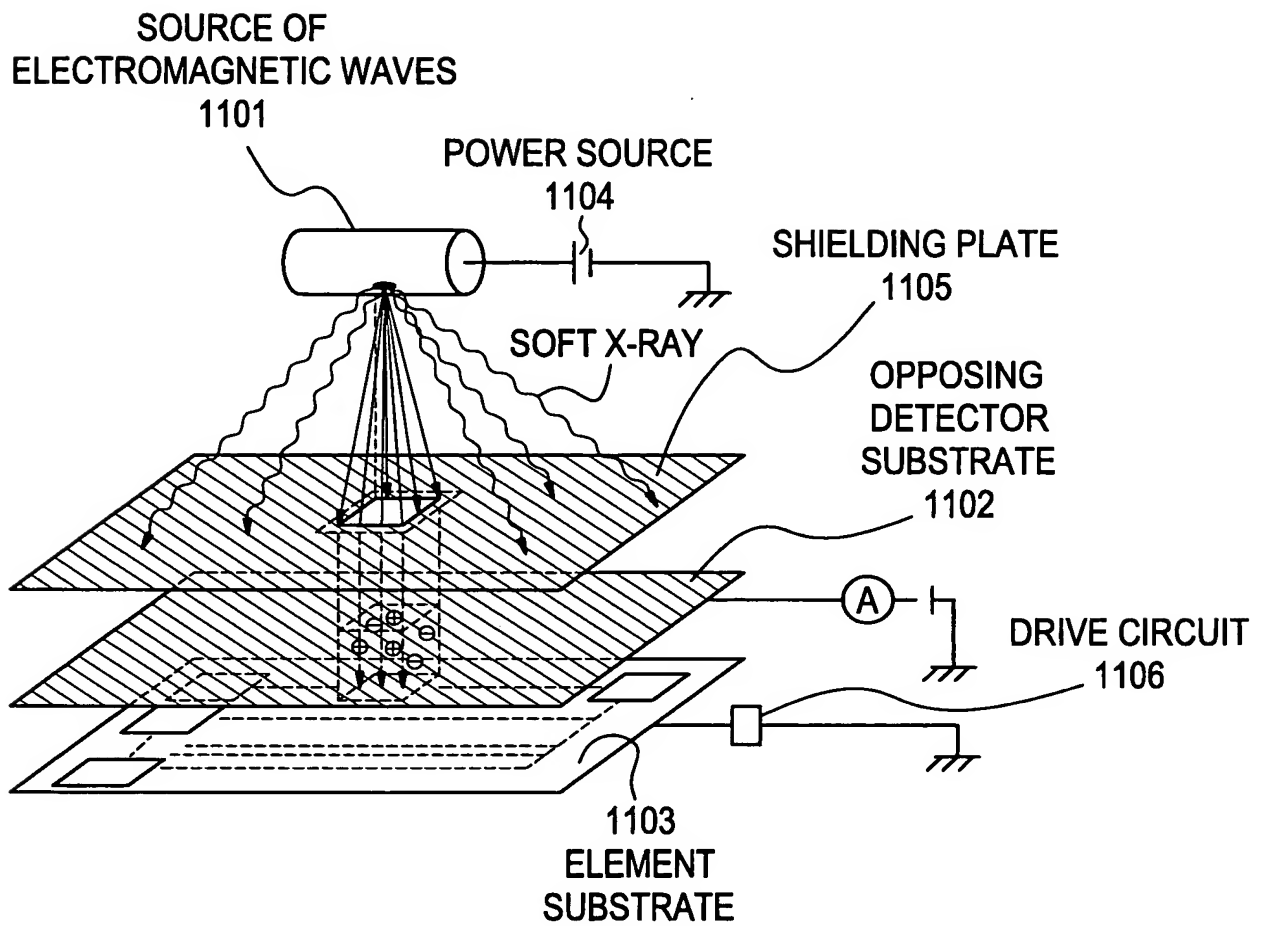 SOURCE OF
ELECTROMAGNETIC WAVES
1101
POWER SOURCE
1104
SHIELDING PLATE
1105
SOFT X-RAY
OPPOSING
DETECTOR
SUBSTRATE
1102
A
DRIVE CIRCUIT
1106
1103
ELEMENT
SUBSTRATE